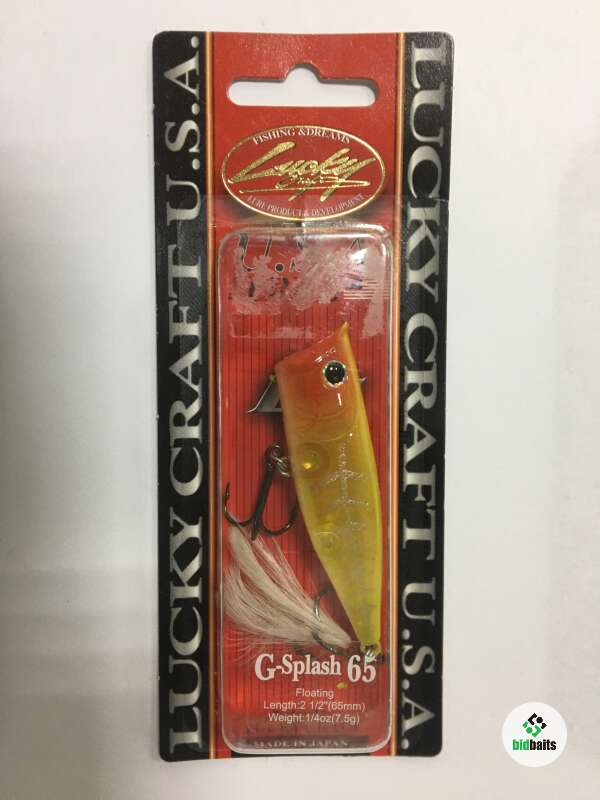 FISHING & DREAMS
Lucky
Craft
LURE PRODUCT & DEVELOPMENT
LUCKY CRAFT U.S.A.
LUCKY CRAFT U.S.A.
G-Splash 65
Floating
Length:2 1/2"(65mm)
Weight:1/4oz(7.5g)
MADE IN JAPAN
bidbaits